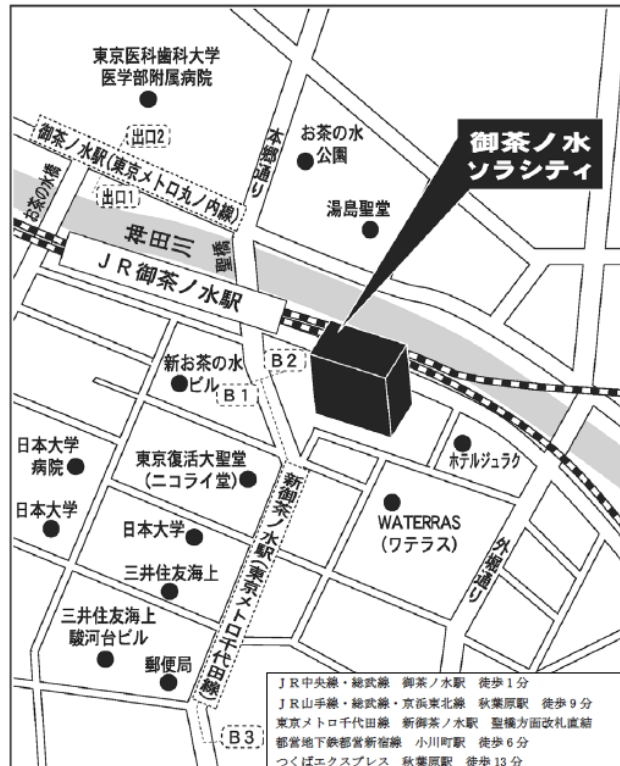 東京医科歯科大学
医学部附属病院
出口2
御茶ノ水駅(東京メトロ丸ノ内線)
出口1
お茶の水橋
本郷通り
お茶の水
公園
湯島聖堂
御茶ノ水
ソラシティ
神田川
聖橋
JR御茶ノ水駅
新お茶の水
ビル
B2
B1
日本大学
病院
東京復活大聖堂
(ニコライ堂)
ホテルジュラク
日本大学
日本大学
新御茶ノ水駅(東京メトロ千代田線)
WATERRAS
(ワテラス)
外堀通り
三井住友海上
三井住友海上
駿河台ビル
郵便局
B3
JR中央線・総武線 御茶ノ水駅 徒歩1分
JR山手線・総武線・京浜東北線 秋葉原駅 徒歩9分
東京メトロ千代田線 新御茶ノ水駅 聖橋方面改札直結
都営地下鉄都営新宿線 小川町駅 徒歩6分
つくばエクスプレス 秋葉原駅 徒歩13分